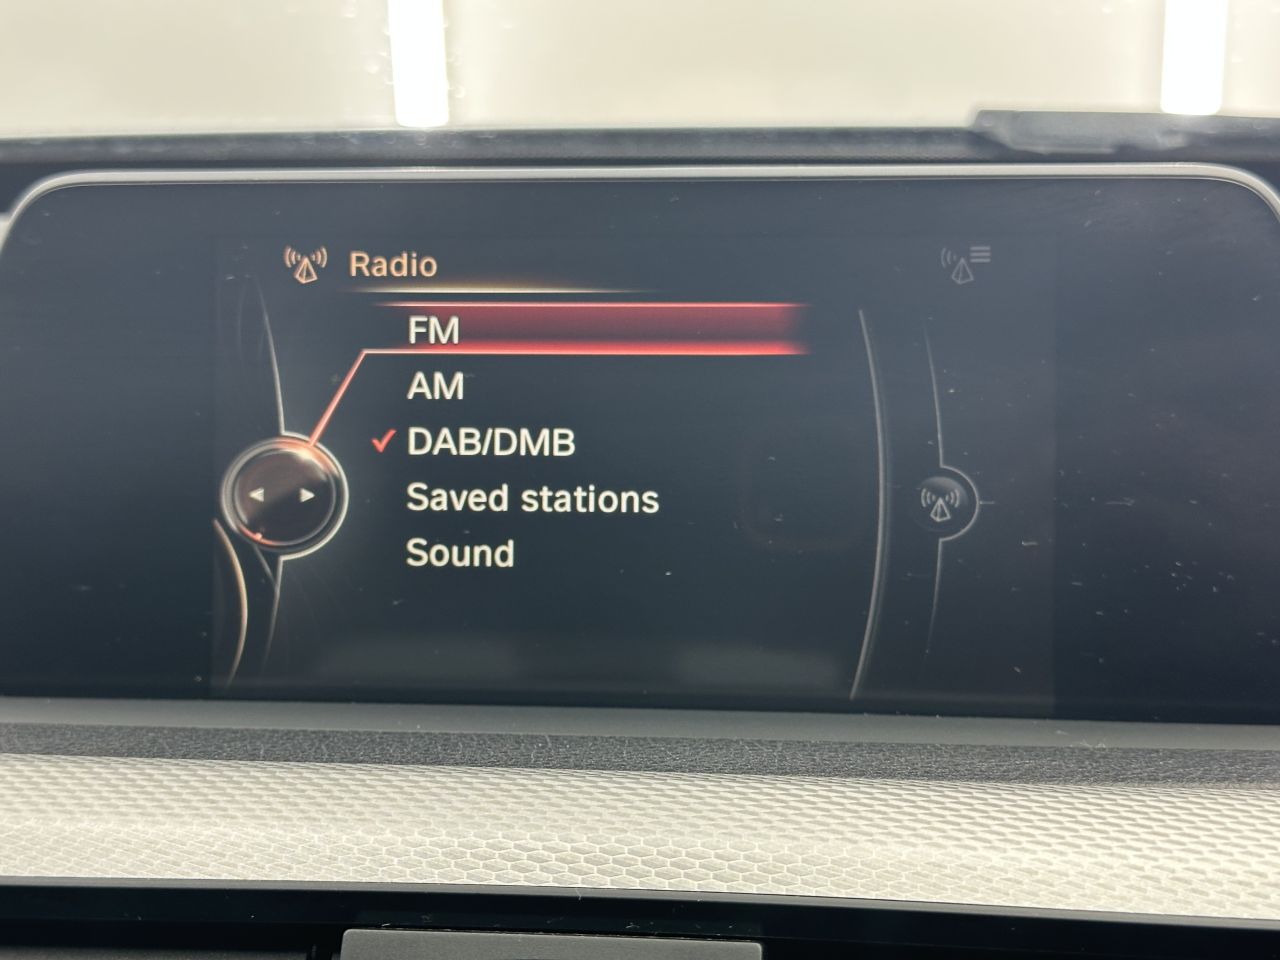 Radio
FM
AM
DAB/DMB
Saved stations
Sound